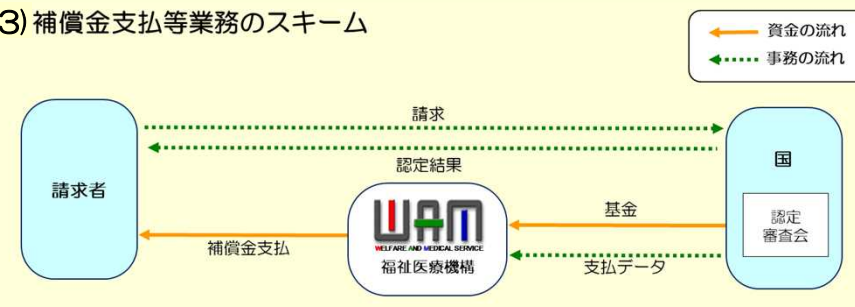 3) 補償金支払等業務のスキーム
資金の流れ
事務の流れ
請求
認定結果
請求者
国
認定
審査会
基金
支払データ
補償金支払
WAM
WELFARE AND MEDICAL SERVICE
福祉医療機構